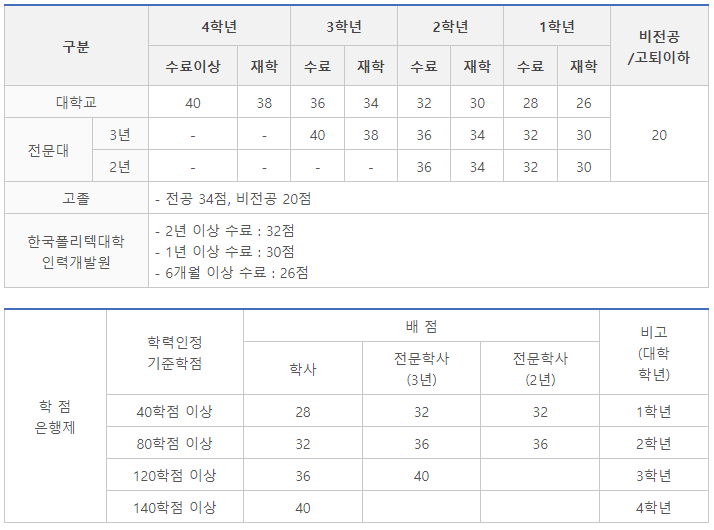 구분 4학년 3학년 2학년 1학년 비전공
/고퇴이하
수료이상 재학 수료 재학 수료 재학 수료 재학
대학교 40 38 36 34 32 30 28 26 20
전문대 3년 - - 40 38 36 34 32 30
2년 - - - - 36 34 32 30
고졸 - 전공 34점, 비전공 20점
한국폴리텍대학
인력개발원
- 2년 이상 수료 : 32점
- 1년 이상 수료 : 30점
- 6개월 이상 수료 : 26점
학 점
은행제
학력인정
기준학점
배 점
비고
(대학
학년)
학사 전문학사
(3년)
전문학사
(2년)
40학점 이상 28 32 32 1학년
80학점 이상 32 36 36 2학년
120학점 이상 36 40 3학년
140학점 이상 40 4학년